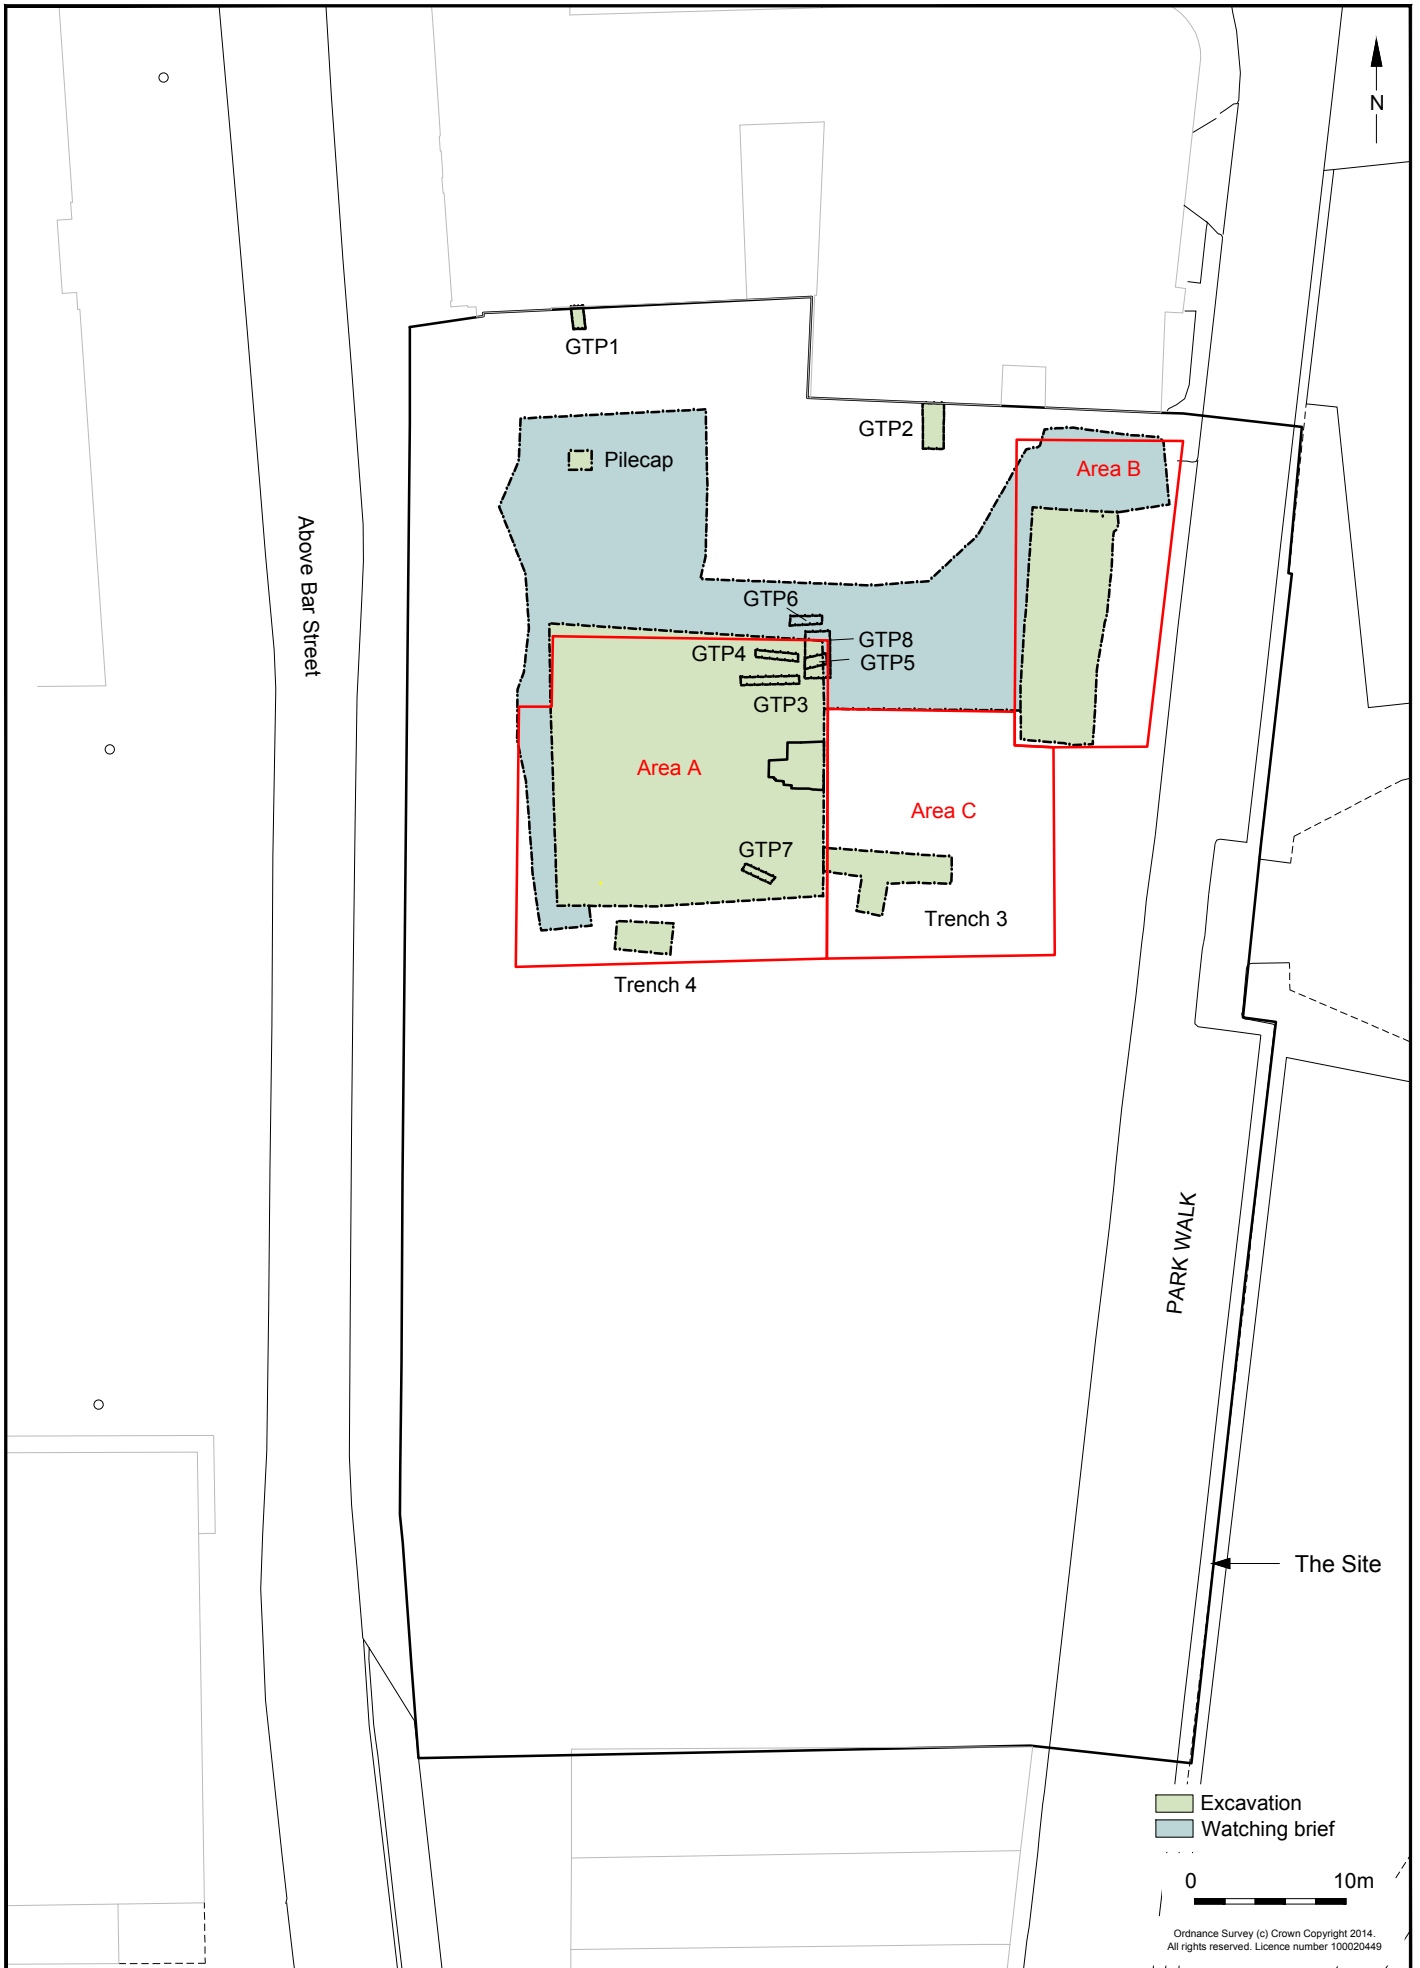 N
GTP1
GTP2
Pilecap
Area B
Above Bar Street
GTP6
GTP8
GTP4
GTP5
GTP3
Area A
Area C
GTP7
Trench 3
Trench 4
PARK WALK
The Site
Excavation
Watching brief
0 10m
Ordnance Survey (c) Crown Copyright 2014.
All rights reserved. Licence number 100020449